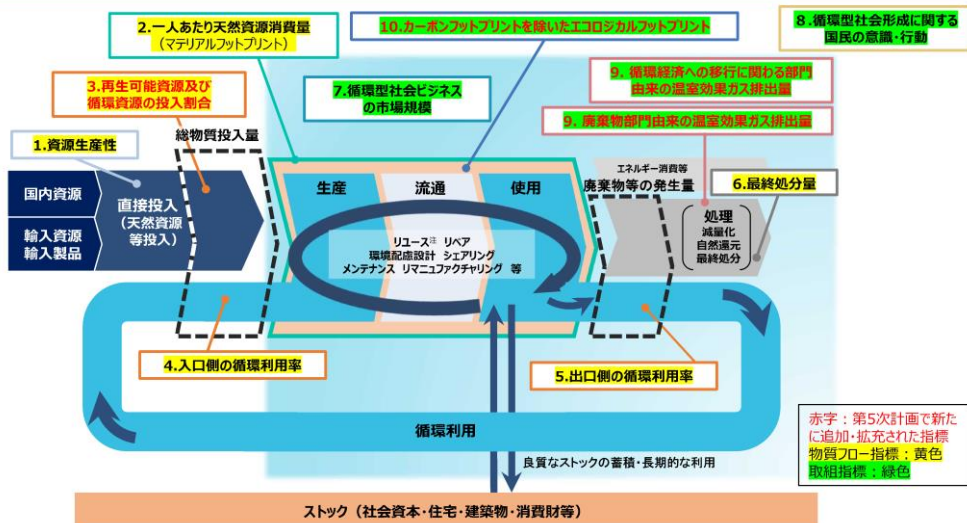 2.一人あたり天然資源消費量
(マテリアルフットプリント)
10.カーボンフットプリントを除いたエコロジカルフットプリント
8.循環型社会形成に関する
国民の意識・行動
3.再生可能資源及び
循環資源の投入割合
7.循環型社会ビジネス
の市場規模
9. 循環経済への移行に関わる部門
由来の温室効果ガス排出量
9. 廃棄物部門由来の温室効果ガス排出量
1.資源生産性
総物質投入量
エネルギー消費等
廃棄物等の発生量
6.最終処分量
国内資源
輸入資源
輸入製品
直接投入
(天然資源
等投入)
生産
流通
使用
処理
減量化
自然還元
最終処分
リユース注 リペア
環境配慮設計 シェアリング
メンテナンス リマニュファクチャリング 等
4.入口側の循環利用率
5.出口側の循環利用率
循環利用
赤字:第5次計画で新た
に追加・拡充された指標
物質フロー指標:黄色
取組指標:緑色
良質なストックの蓄積・長期的な利用
ストック(社会資本・住宅・建築物・消費財等)